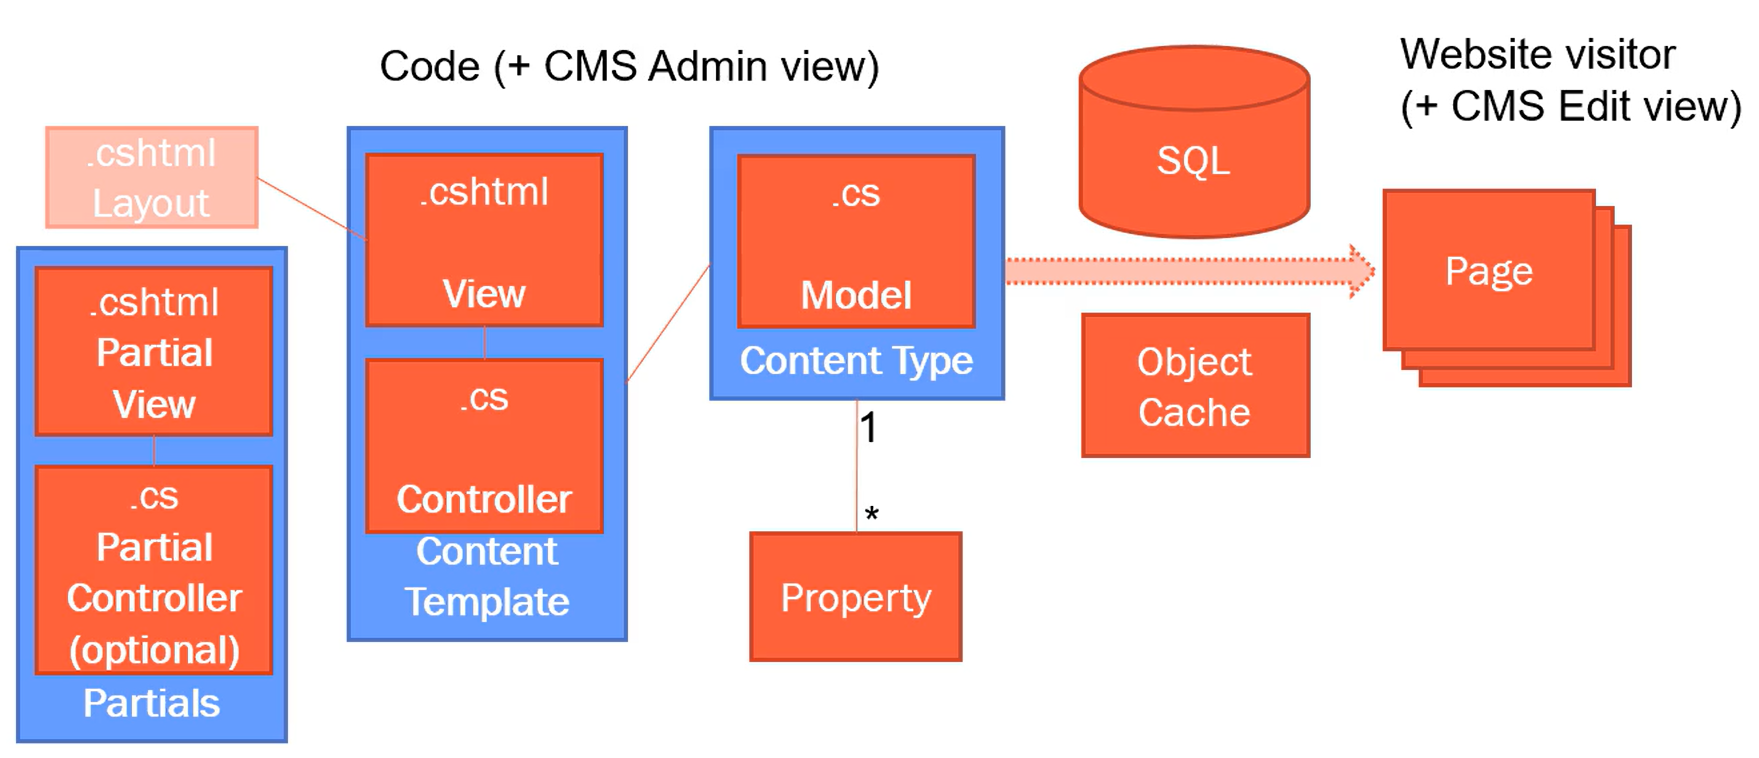 Code (+ CMS Admin view)
Website visitor
(+ CMS Edit view)
.cshtml
Layout
.cshtml
Partial
View
.cs
Partial
Controller
(optional)
Partials
.cshtml
View
.cs
Controller
Content
Template
.cs
Model
Content Type
1
*
Property
SQL
Object
Cache
Page